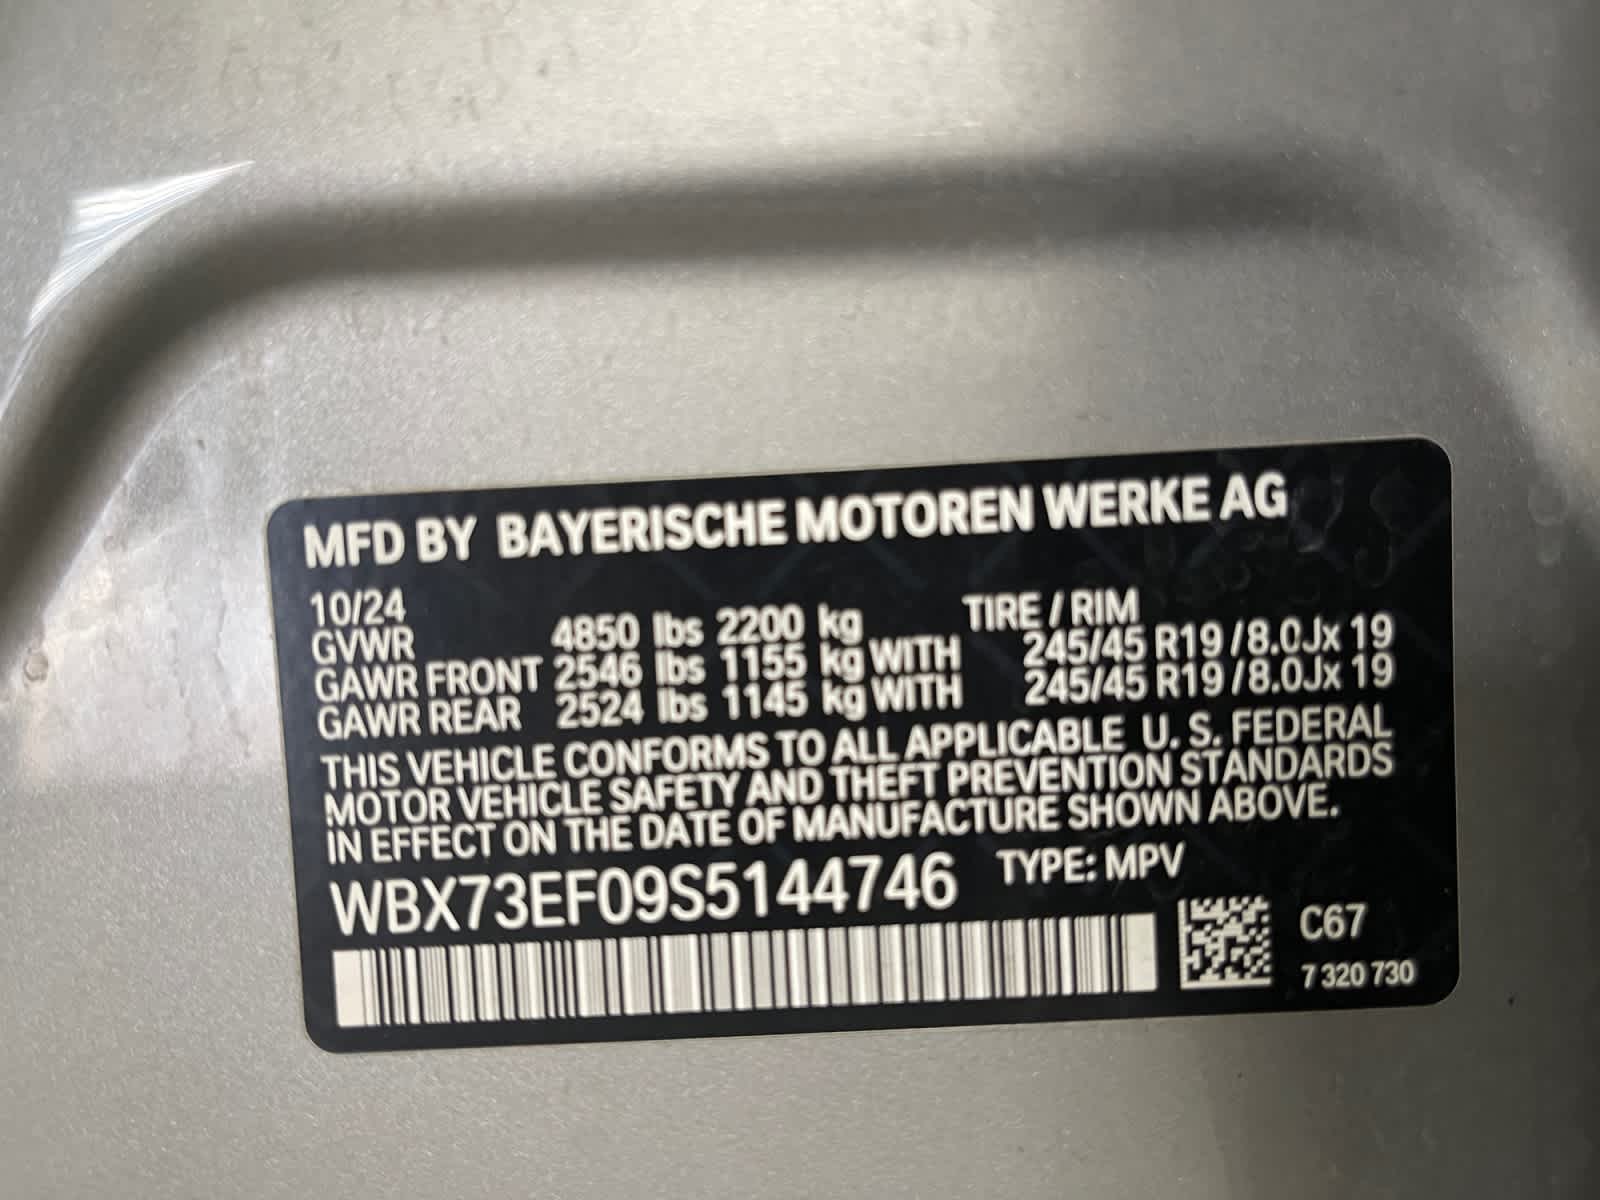 MFD BY BAYERISCHE MOTOREN WERKE AG
10/24 TIRE / RIM
GVWR 4850 lbs 2200 kg
GAWR FRONT 2546 lbs 1155 kg WITH 245/45 R19 /8.0Jx 19
GAWR REAR 2524 lbs 1145 kg WITH 245/45 R19 /8.0Jx 19
THIS VEHICLE CONFORMS TO ALL APPLICABLE U. S. FEDERAL
MOTOR VEHICLE SAFETY AND THEFT PREVENTION STANDARDS
IN EFFECT ON THE DATE OF MANUFACTURE SHOWN ABOVE.
WBX73EF09S5144746 TYPE: MPV
C67
7 320 730